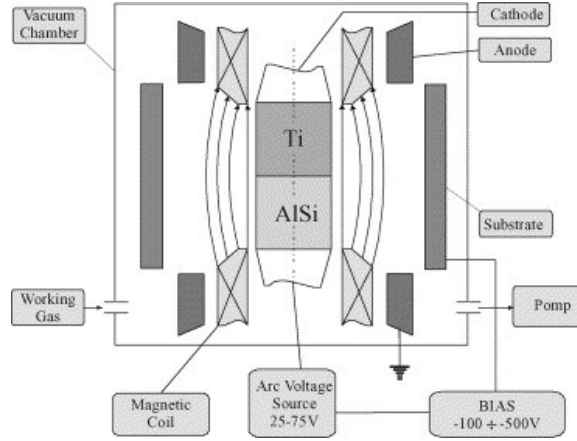 Vacuum
Chamber
Cathode
Anode
Ti
AlSi
Substrate
Working
Gas
Pomp
Magnetic
Coil
Arc Voltage
Source
25-75V
BIAS
-100 ÷ -500V